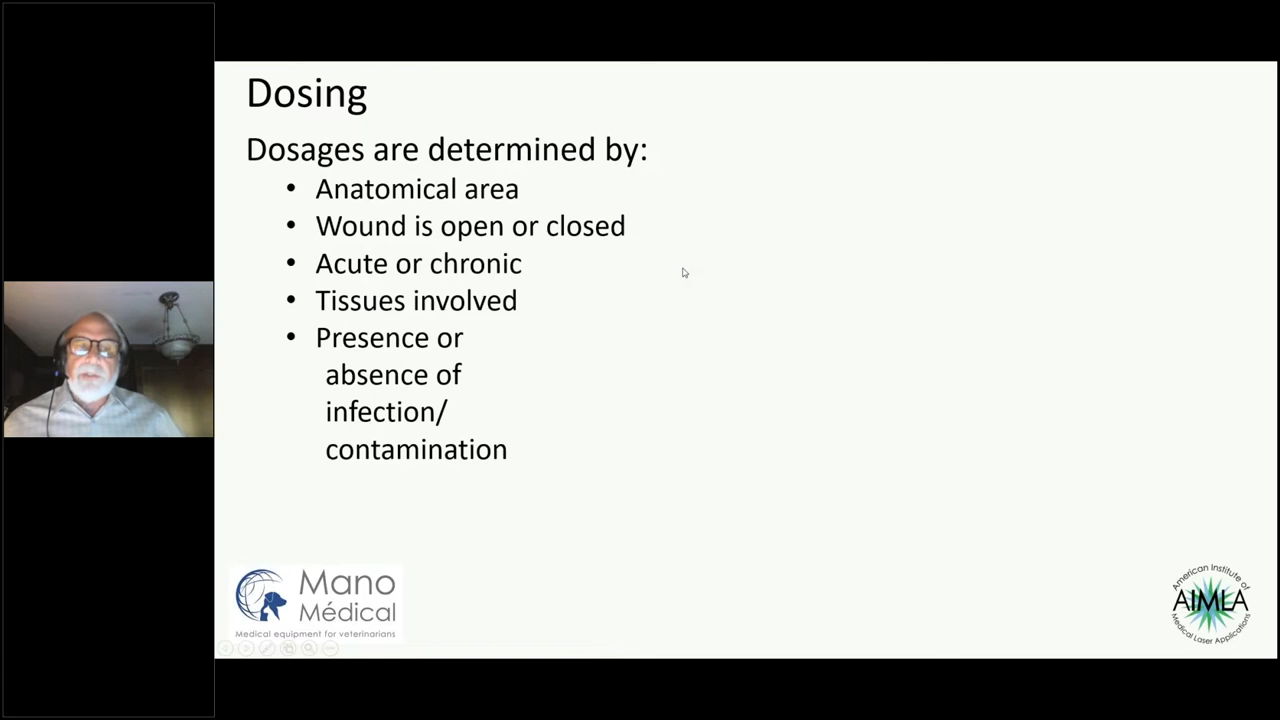 Dosing
Dosages are determined by:
• Anatomical area
• Wound is open or closed
• Acute or chronic
• Tissues involved
• Presence or
absence of
infection/
contamination
Mano
Médical
Medical equipment for veterinarians
American Institute of
AIMLA
Medical Laser Applications